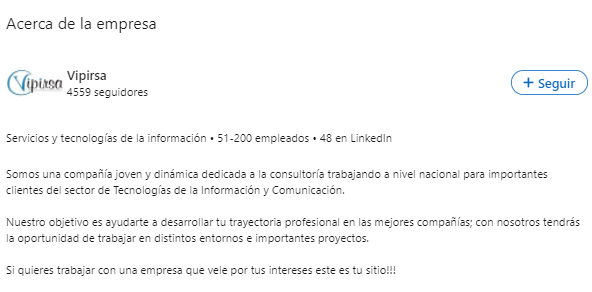 Acerca de la empresa
Vipirsa
Vipirsa
4559 seguidores
+ Seguir
Servicios y tecnologías de la información • 51-200 empleados • 48 en LinkedIn
Somos una compañía joven y dinámica dedicada a la consultoría trabajando a nivel nacional para importantes
clientes del sector de Tecnologías de la Información y Comunicación.
Nuestro objetivo es ayudarte a desarrollar tu trayectoria profesional en las mejores compañías; con nosotros tendrás
la oportunidad de trabajar en distintos entornos e importantes proyectos.
Si quieres trabajar con una empresa que vele por tus intereses este es tu sitio!!!